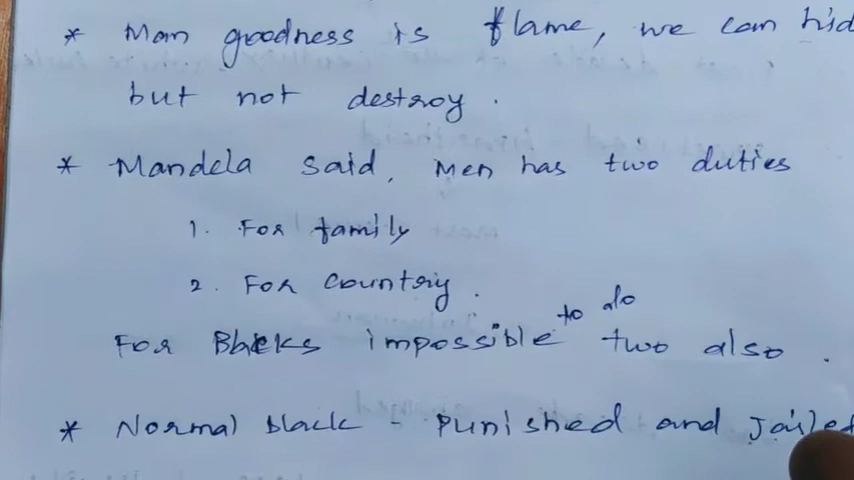 * Man goodness is flame, we can hid
but not destroy.
* Mandela said, Men has two duties
1. For family
2. For country.
For Blacks impossible to do two also.
* Normal black - Punished and Jailed